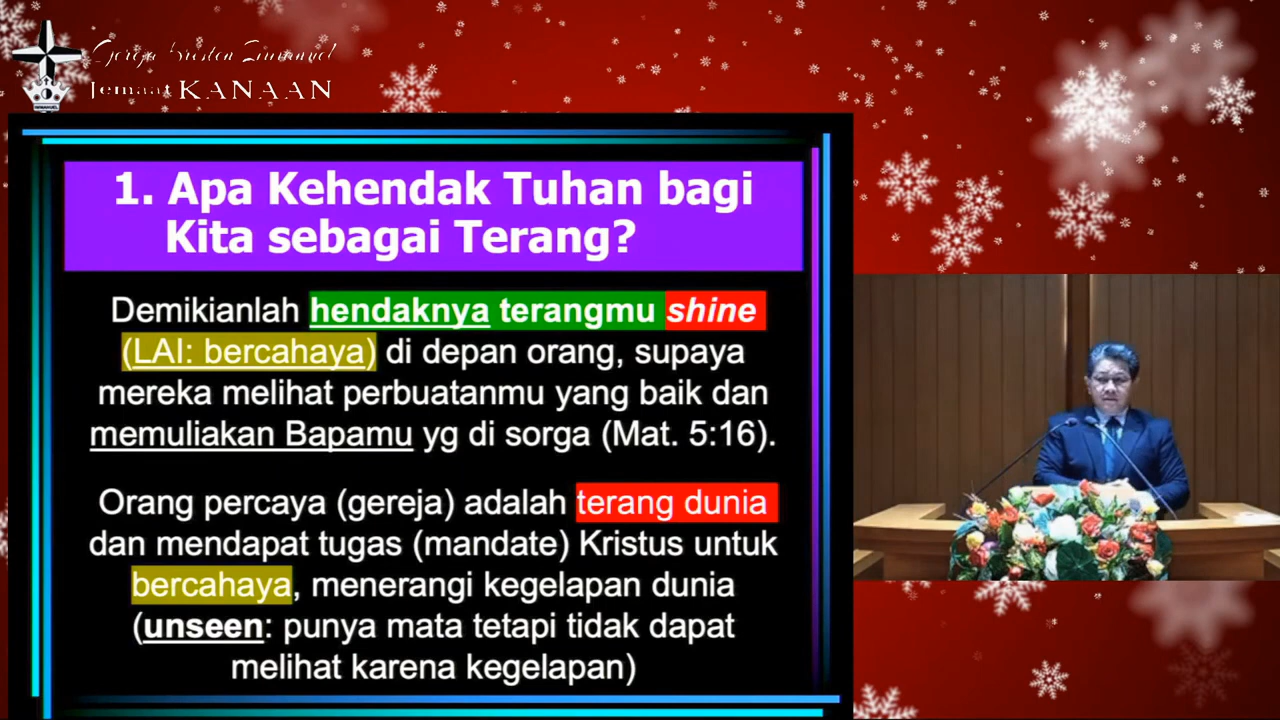 Gereja Kristen Immanuel
Jemaat KANAAN
1. Apa Kehendak Tuhan bagi
Kita sebagai Terang?
Demikianlah hendaknya terangmu shine
(LAI: bercahaya) di depan orang, supaya
mereka melihat perbuatanmu yang baik dan
memuliakan Bapamu yg di sorga (Mat. 5:16).
Orang percaya (gereja) adalah terang dunia
dan mendapat tugas (mandate) Kristus untuk
bercahaya, menerangi kegelapan dunia
(unseen: punya mata tetapi tidak dapat
melihat karena kegelapan)